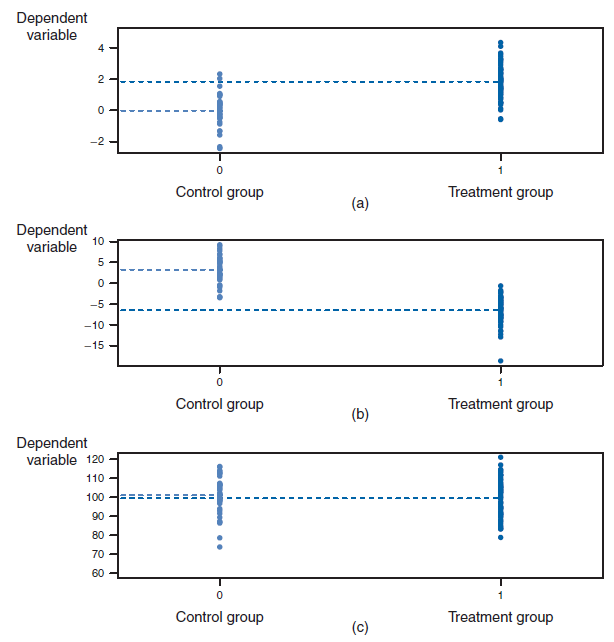 Dependent
variable
4
2
0
−2
0
1
Control group
Treatment group
(a)
Dependent
variable
10
5
0
−5
−10
−15
0
1
Control group
Treatment group
(b)
Dependent
variable
120
110
100
90
80
70
60
0
1
Control group
Treatment group
(c)